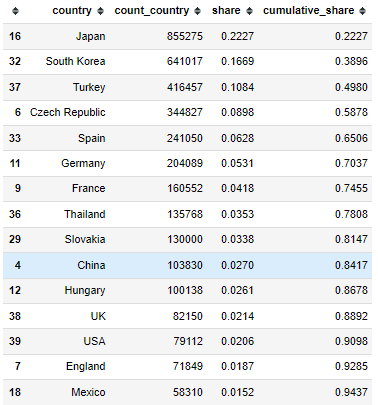 country count_country share cumulative_share
16 Japan 855275 0.2227 0.2227
32 South Korea 641017 0.1669 0.3896
37 Turkey 416457 0.1084 0.4980
6 Czech Republic 344827 0.0898 0.5878
33 Spain 241050 0.0628 0.6506
11 Germany 204089 0.0531 0.7037
9 France 160552 0.0418 0.7455
36 Thailand 135768 0.0353 0.7808
29 Slovakia 130000 0.0338 0.8147
4 China 103830 0.0270 0.8417
12 Hungary 100138 0.0261 0.8678
38 UK 82150 0.0214 0.8892
39 USA 79112 0.0206 0.9098
7 England 71849 0.0187 0.9285
18 Mexico 58310 0.0152 0.9437